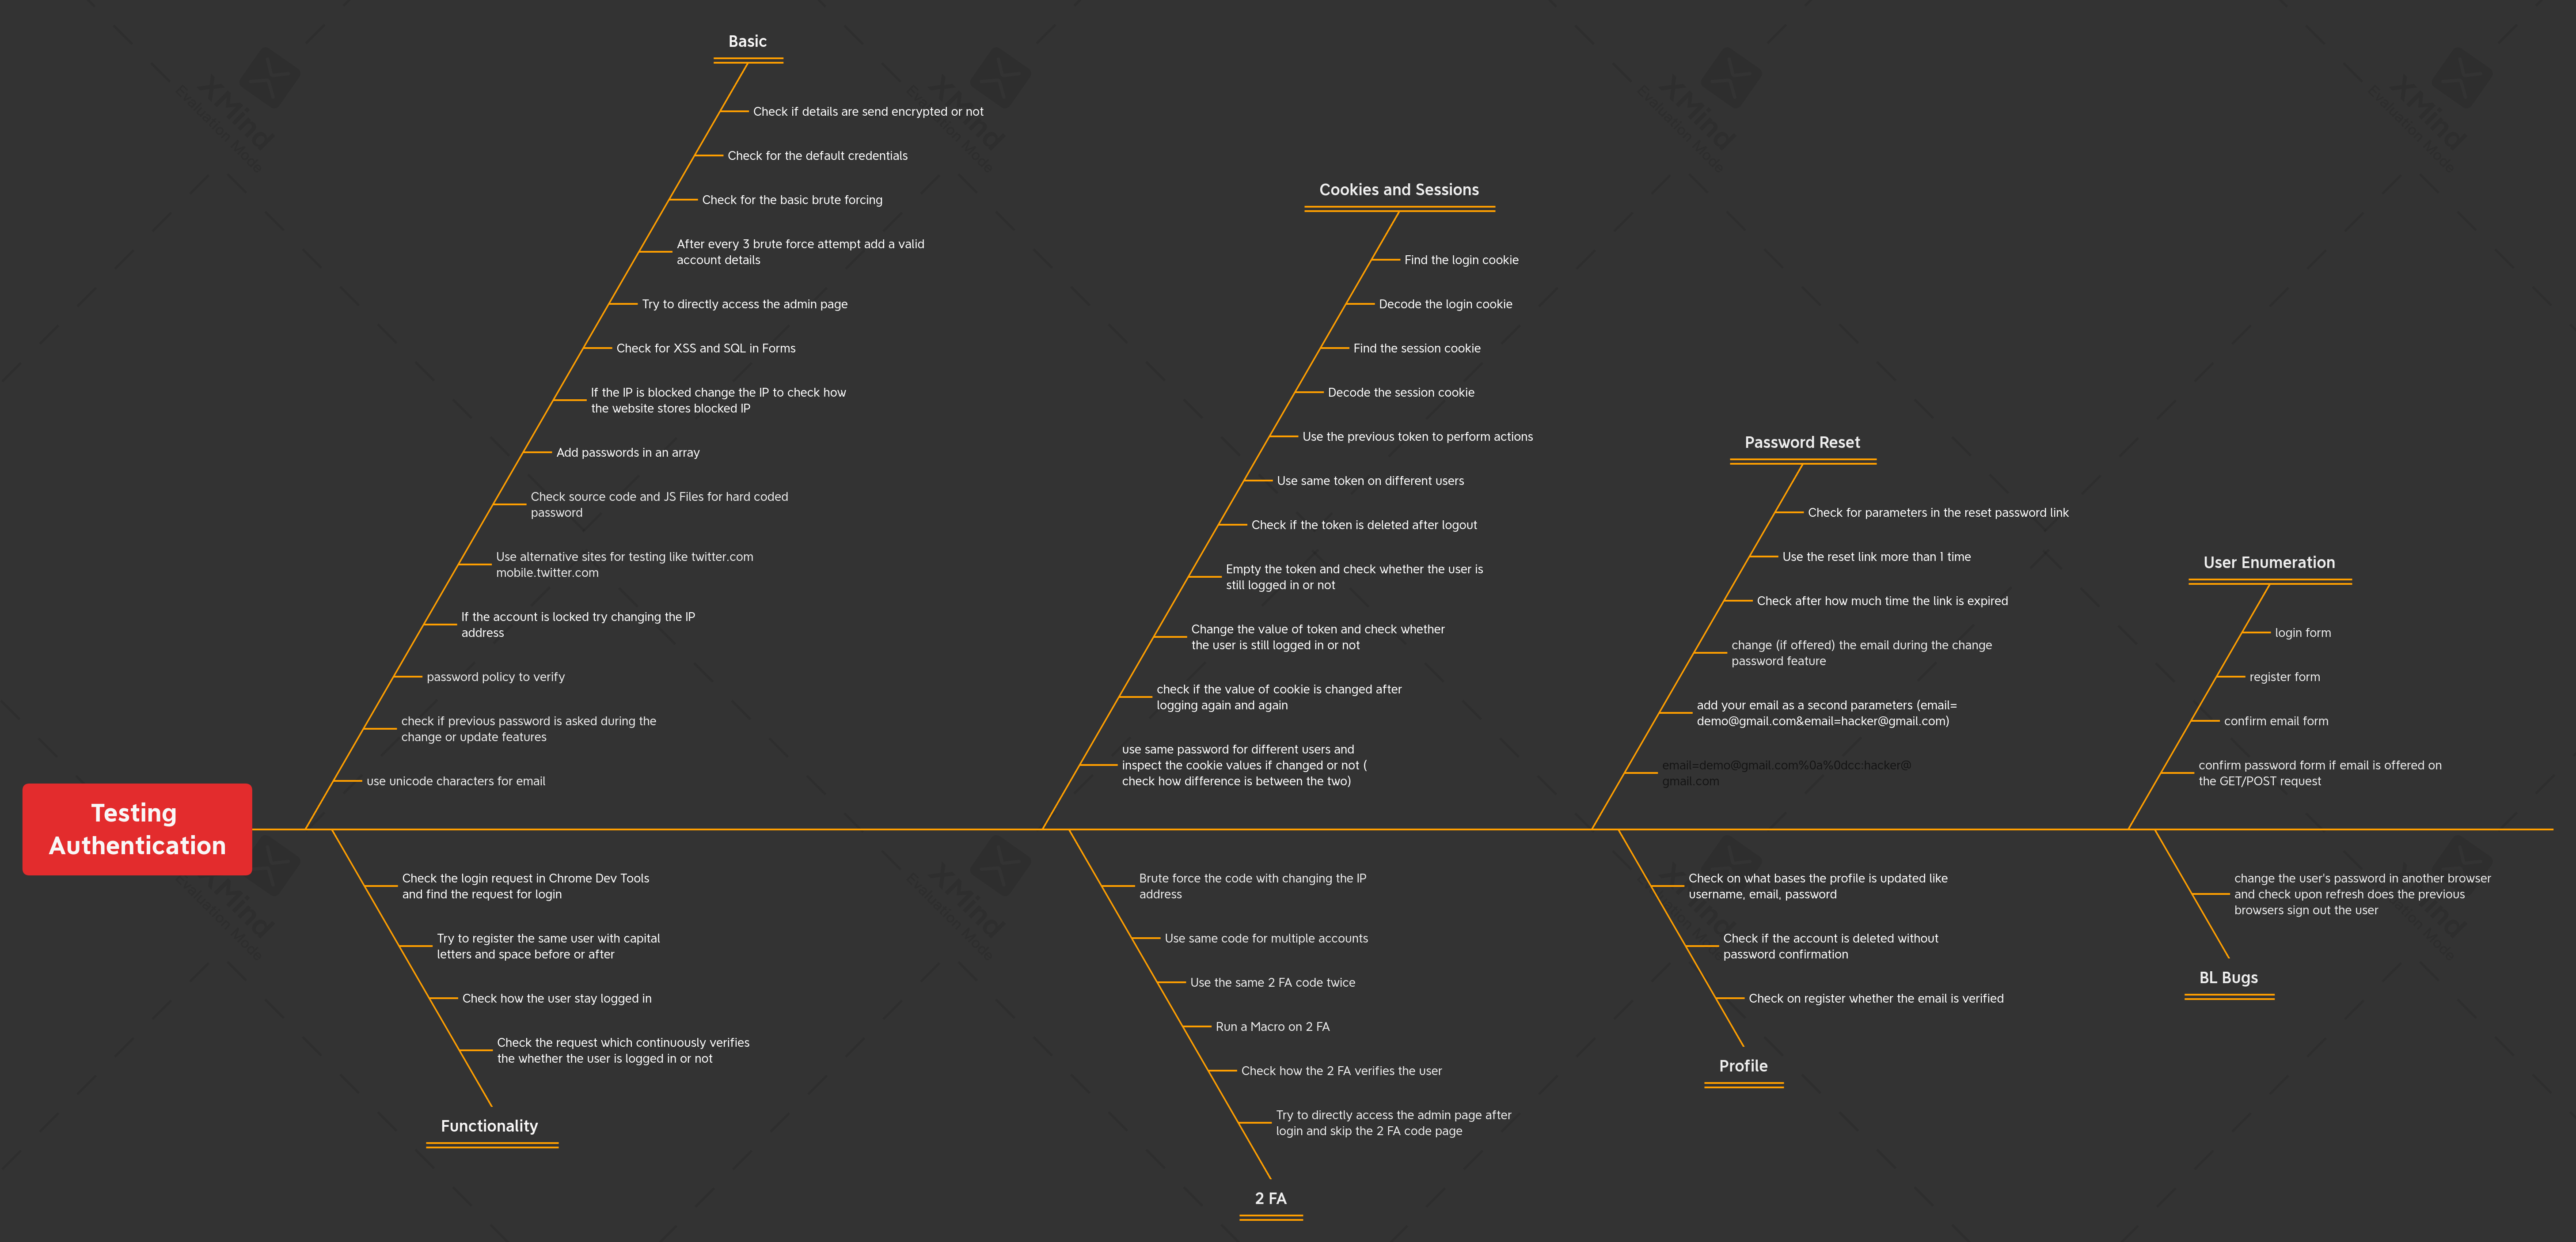 Basic
Check if details are send encrypted or not
Check for the default credentials
Check for the basic brute forcing
After every 3 brute force attempt add a valid
account details
Try to directly access the admin page
Check for XSS and SQL in Forms
If the IP is blocked change the IP to check how
the website stores blocked IP
Add passwords in an array
Check source code and JS Files for hard coded
password
Use alternative sites for testing like twitter.com
mobile.twitter.com
If the account is locked try changing the IP
address
password policy to verify
check if previous password is asked during the
change or update features
use unicode characters for email
Cookies and Sessions
Find the login cookie
Decode the login cookie
Find the session cookie
Decode the session cookie
Use the previous token to perform actions
Use same token on different users
Check if the token is deleted after logout
Empty the token and check whether the user is
still logged in or not
Change the value of token and check whether
the user is still logged in or not
check if the value of cookie is changed after
logging again and again
use same password for different users and
inspect the cookie values if changed or not (
check how difference is between the two)
Password Reset
Check for parameters in the reset password link
Use the reset link more than 1 time
Check after how much time the link is expired
change (if offered) the email during the change
password feature
add your email as a second parameters (email=
demo@gmail.com&email=hacker@gmail.com)
email=demo@gmail.com%0a%0dcc:hacker@
gmail.com
User Enumeration
login form
register form
confirm email form
confirm password form if email is offered on
the GET/POST request
Testing
Authentication
Check the login request in Chrome Dev Tools
and find the request for login
Try to register the same user with capital
letters and space before or after
Check how the user stay logged in
Check the request which continuously verifies
the whether the user is logged in or not
Functionality
Brute force the code with changing the IP
address
Use same code for multiple accounts
Use the same 2 FA code twice
Run a Macro on 2 FA
Check how the 2 FA verifies the user
Try to directly access the admin page after
login and skip the 2 FA code page
2 FA
Check on what bases the profile is updated like
username, email, password
Check if the account is deleted without
password confirmation
Check on register whether the email is verified
Profile
change the user's password in another browser
and check upon refresh does the previous
browsers sign out the user
BL Bugs
XMind
Evaluation Mode
XMind
Evaluation Mode
XMind
Evaluation Mode
XMind
Evaluation Mode
XMind
Evaluation Mode
XMind
Evaluation Mode